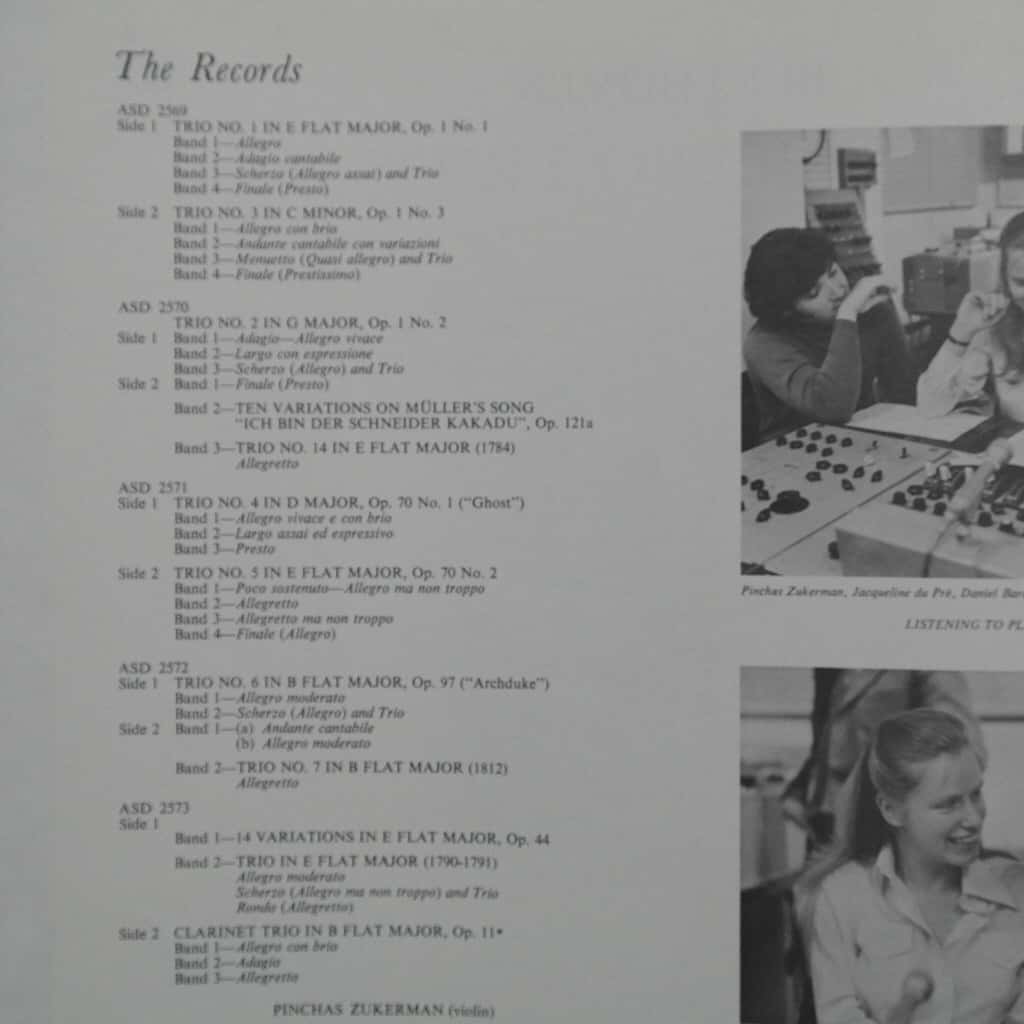 The Records
ASD 2569
Side 1 TRIO NO. 1 IN E FLAT MAJOR, Op. 1 No. 1
Band 1—Allegro
Band 2—Adagio cantabile
Band 3—Scherzo (Allegro assai) and Trio
Band 4—Finale (Presto)
Side 2 TRIO NO. 3 IN C MINOR, Op. 1 No. 3
Band 1—Allegro con brio
Band 2—Andante cantabile con variazioni
Band 3—Menuetto (Quasi allegro) and Trio
Band 4—Finale (Prestissimo)
ASD 2570
TRIO NO. 2 IN G MAJOR, Op. 1 No. 2
Side 1 Band 1—Adagio—Allegro vivace
Band 2—Largo con espressione
Band 3—Scherzo (Allegro) and Trio
Side 2 Band 1—Finale (Presto)
Band 2—TEN VARIATIONS ON MÜLLER'S SONG
"ICH BIN DER SCHNEIDER KAKADU", Op. 121a
Band 3—TRIO NO. 14 IN E FLAT MAJOR (1784)
Allegretto
ASD 2571
Side 1 TRIO NO. 4 IN D MAJOR, Op. 70 No. 1 ("Ghost")
Band 1—Allegro vivace e con brio
Band 2—Largo assai ed espressivo
Band 3—Presto
Side 2 TRIO NO. 5 IN E FLAT MAJOR, Op. 70 No. 2
Band 1—Poco sostenuto—Allegro ma non troppo
Band 2—Allegretto
Band 3—Allegretto ma non troppo
Band 4—Finale (Allegro)
ASD 2572
Side 1 TRIO NO. 6 IN B FLAT MAJOR, Op. 97 ("Archduke")
Band 1—Allegro moderato
Band 2—Scherzo (Allegro) and Trio
Side 2 Band 1—(a) Andante cantabile
(b) Allegro moderato
Band 2—TRIO NO. 7 IN B FLAT MAJOR (1812)
Allegretto
ASD 2573
Side 1
Band 1—14 VARIATIONS IN E FLAT MAJOR, Op. 44
Band 2—TRIO IN E FLAT MAJOR (1790-1791)
Allegro moderato
Scherzo (Allegro ma non troppo) and Trio
Rondo (Allegretto)
Side 2 CLARINET TRIO IN B FLAT MAJOR, Op. 11*
Band 1—Allegro con brio
Band 2—Adagio
Band 3—Allegretto
PINCHAS ZUKERMAN (violin)
Pinchas Zukerman, Jacqueline du Pré, Daniel Bar
LISTENING TO PL